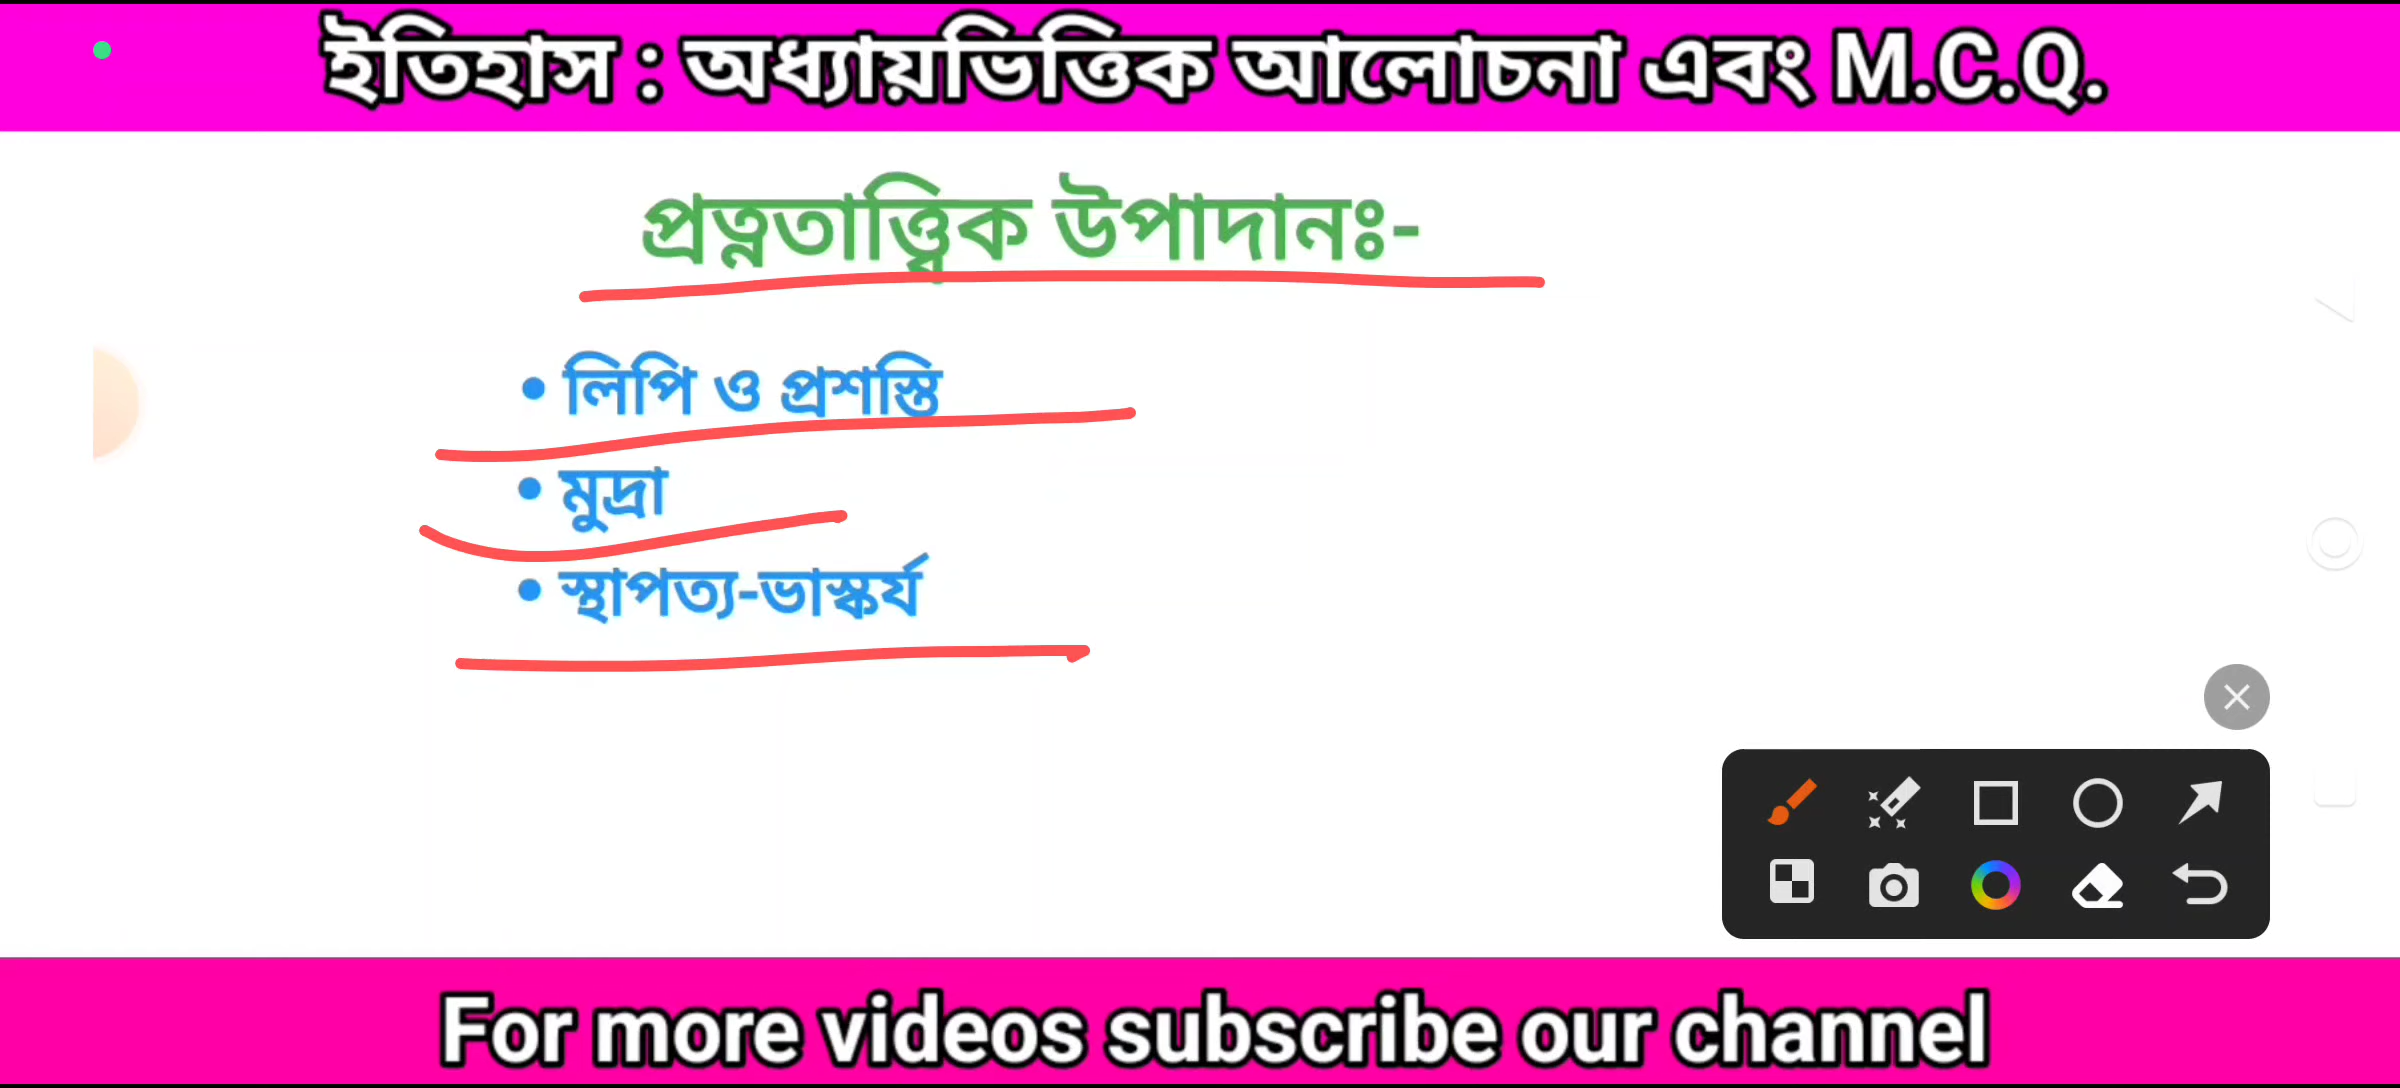 ইতিহাস : অধ্যায়ভিত্তিক আলোচনা এবং M.C.Q.
প্রত্নতাত্ত্বিক উপাদানঃ-
• লিপি ও প্রশস্তি
• মুদ্রা
• স্থাপত্য-ভাস্কর্য
For more videos subscribe our channel